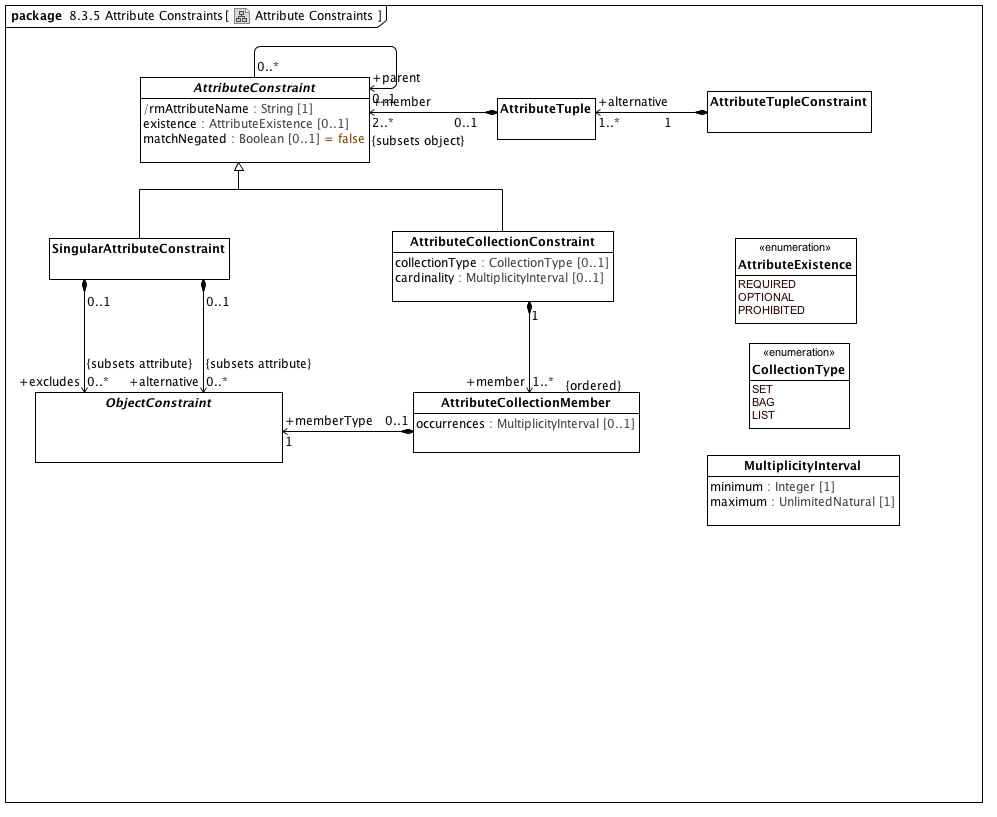 package 8.3.5 Attribute Constraints [ Attribute Constraints ]
0..*
+parent
0..1
AttributeConstraint
/rmAttributeName : String [1]
existence : AttributeExistence [0..1]
matchNegated : Boolean [0..1] = false
+member
2..*
0..1
{subsets object}
AttributeTuple
+alternative
1..*
1
AttributeTupleConstraint
SingularAttributeConstraint
0..1
0..1
{subsets attribute}
{subsets attribute}
+excludes
0..*
+alternative
0..*
AttributeCollectionConstraint
collectionType : CollectionType [0..1]
cardinality : MultiplicityInterval [0..1]
1
+member
1..*
{ordered}
ObjectConstraint
+memberType
1
0..1
AttributeCollectionMember
occurrences : MultiplicityInterval [0..1]
«enumeration»
AttributeExistence
REQUIRED
OPTIONAL
PROHIBITED
«enumeration»
CollectionType
SET
BAG
LIST
MultiplicityInterval
minimum : Integer [1]
maximum : UnlimitedNatural [1]